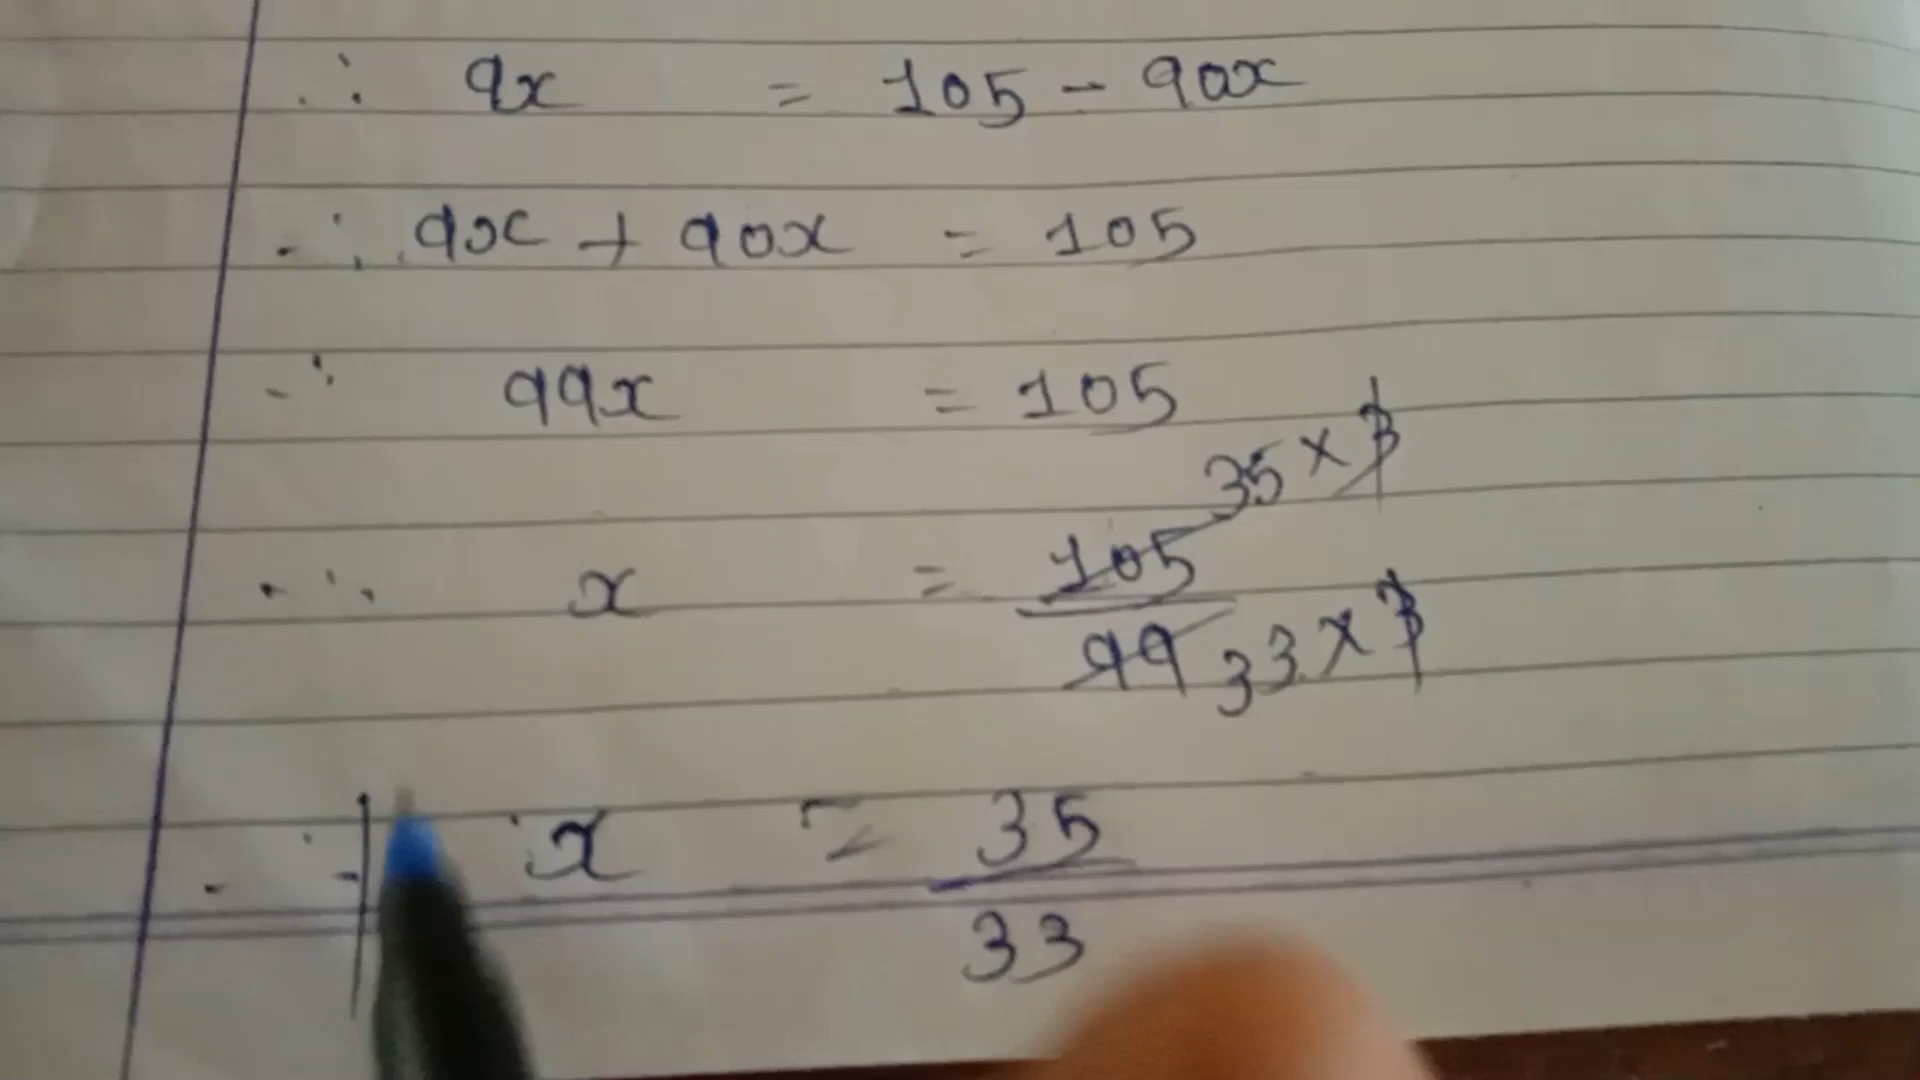 ∴ 9x = 105 - 90x
∴ 9x + 90x = 105
∴ 99x = 105
35 × 3
∴ x = 105/99
33 × 3
∴ x = 35/33